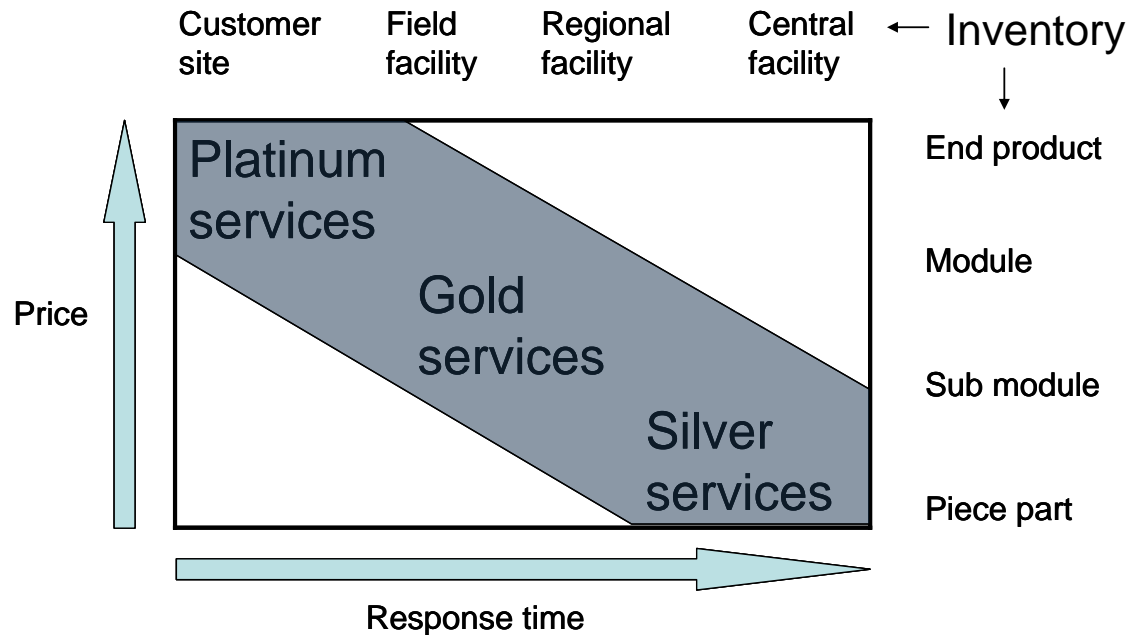 Customer
site
Field
facility
Regional
facility
Central
facility
Inventory
Platinum
services
End product
Gold
services
Module
Price
Silver
services
Sub module
Piece part
Response time